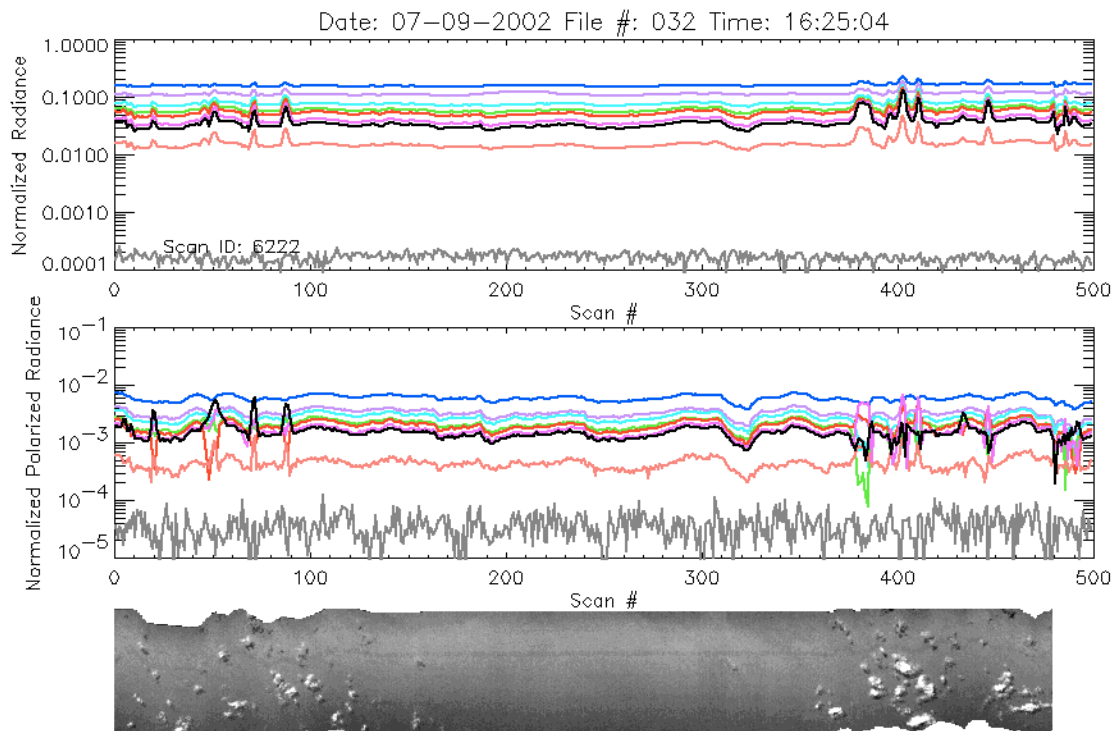 Date: 07-09-2002 File #: 032 Time: 16:25:04
Normalized Radiance
1.0000
0.1000
0.0100
0.0010
0.0001
Scan ID: 6222
0 100 200 300 400 500
Scan #
Normalized Polarized Radiance
10-1
10-2
10-3
10-4
10-5
0 100 200 300 400 500
Scan #